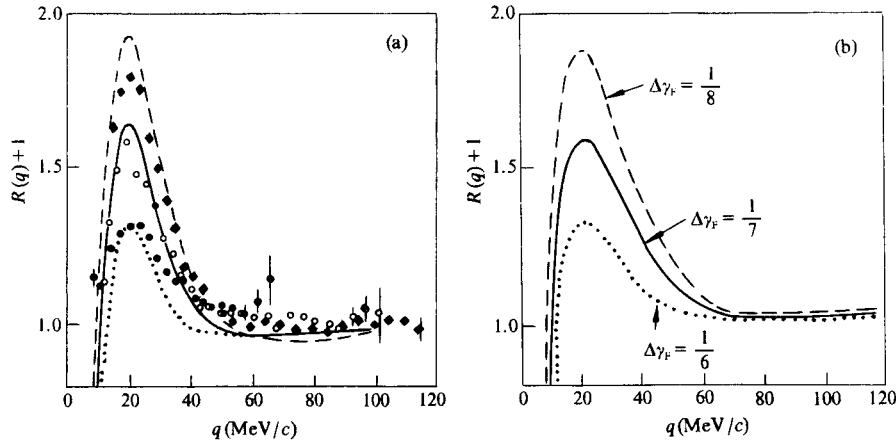 2.0
1.5
1.0
R(q) + 1
0 20 40 60 80 100 120
q(MeV/c)
(a)
2.0
1.5
1.0
R(q) + 1
0 20 40 60 80 100
q(MeV/c)
(b)
Δγ_F = 1/8
Δγ_F = 1/7
Δγ_F = 1/6